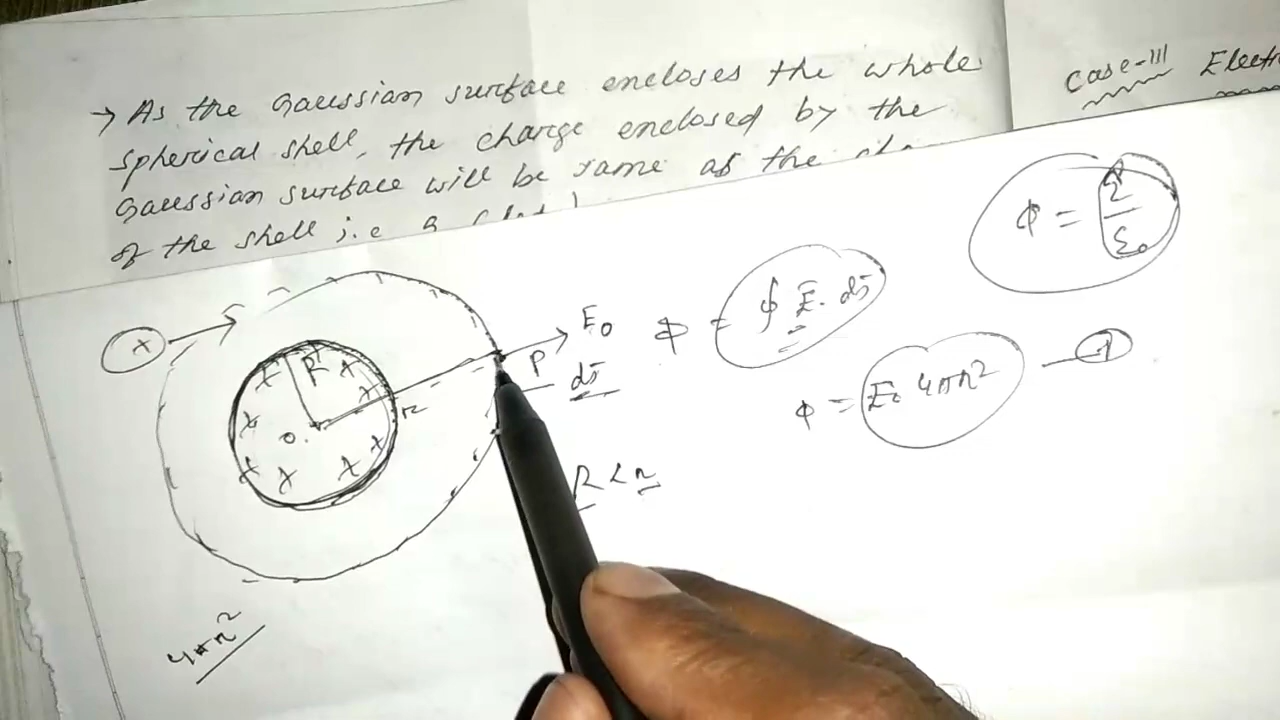 → As the Gaussian surface encloses the whole
spherical shell, the charge enclosed by the
Gaussian surface will be same as the
of the shell i.e
Case-III Electr
Φ = q/ε₀
E₀
P
ds
R
r
O
x
Φ = ∮ E. ds
Φ = E₀ 4πr² — 1
R < r
4πr²